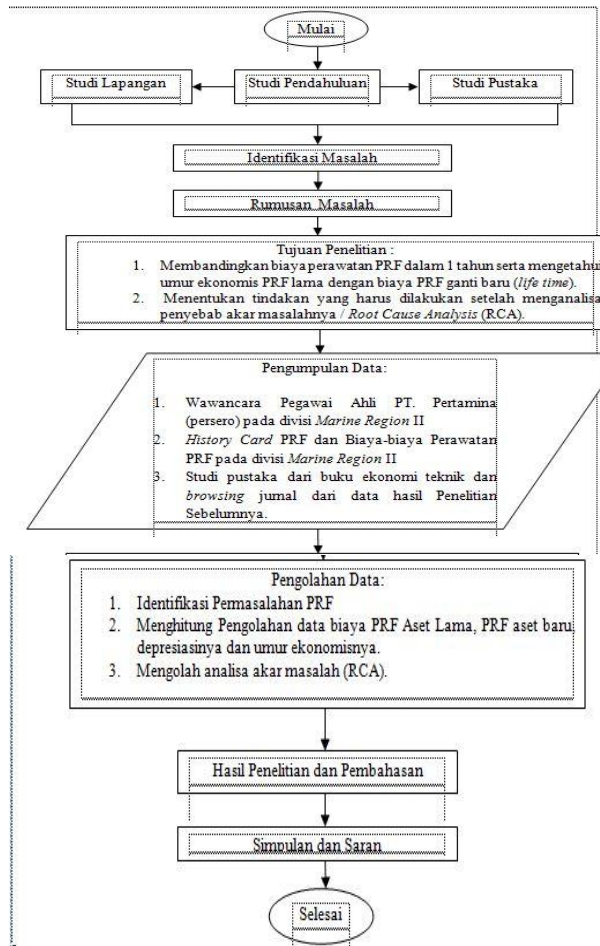 Mulai
Studi Lapangan
Studi Pendahuluan
Studi Pustaka
Identifikasi Masalah
Rumusan Masalah
Tujuan Penelitian :
1. Membandingkan biaya perawatan PRF dalam 1 tahun serta mengetahui
umur ekonomis PRF lama dengan biaya PRF ganti baru (life time).
2. Menentukan tindakan yang harus dilakukan setelah menganalisa
penyebab akar masalahnya / Root Cause Analysis (RCA).
Pengumpulan Data:
1. Wawancara Pegawai Ahli PT. Pertamina
(persero) pada divisi Marine Region II
2. History Card PRF dan Biaya-biaya Perawatan
PRF pada divisi Marine Region II
3. Studi pustaka dari buku ekonomi teknik dan
browsing jurnal dari data hasil Penelitian
Sebelumnya.
Pengolahan Data:
1. Identifikasi Permasalahan PRF
2. Menghitung Pengolahan data biaya PRF Aset Lama, PRF aset baru,
depresiasinya dan umur ekonomisnya.
3. Mengolah analisa akar masalah (RCA).
Hasil Penelitian dan Pembahasan
Simpulan dan Saran
Selesai